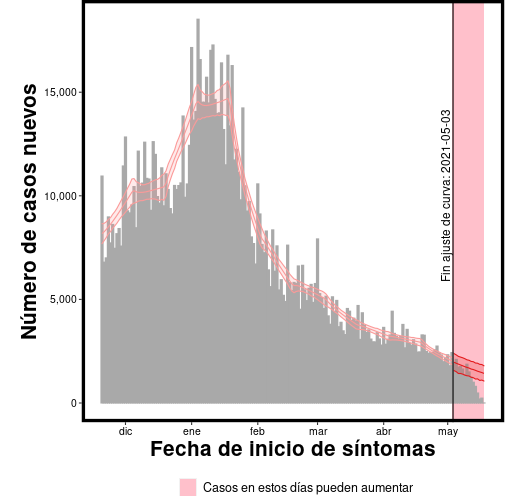 Número de casos nuevos
15,000
10,000
5,000
0
Fin ajuste de curva: 2021-05-03
dic ene feb mar abr may
Fecha de inicio de síntomas
Casos en estos días pueden aumentar